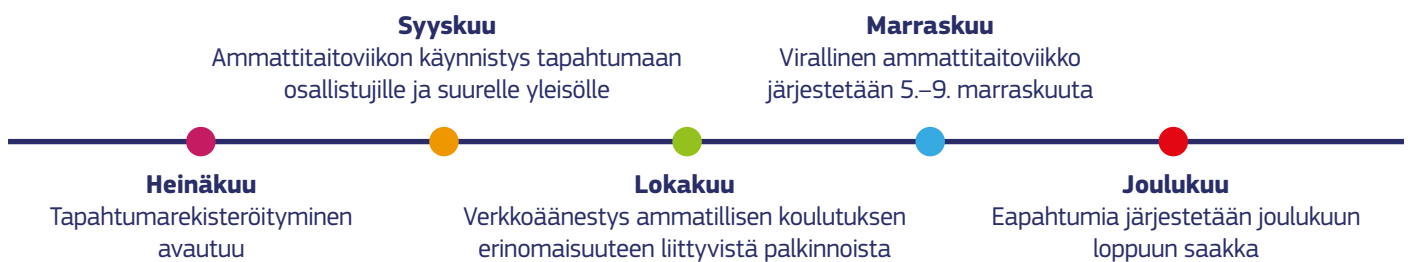 Syyskuu
Ammattitaitoviikon käynnistys tapahtumaan
osallistujille ja suurelle yleisölle
Marraskuu
Virallinen ammattitaitoviikko
järjestetään 5.–9. marraskuuta
Heinäkuu
Tapahtumarekisteröityminen
avautuu
Lokakuu
Verkkoäänestys ammatillisen koulutuksen
erinomaisuuteen liittyvistä palkinnoista
Joulukuu
Eapahtumia järjestetään joulukuun
loppuun saakka